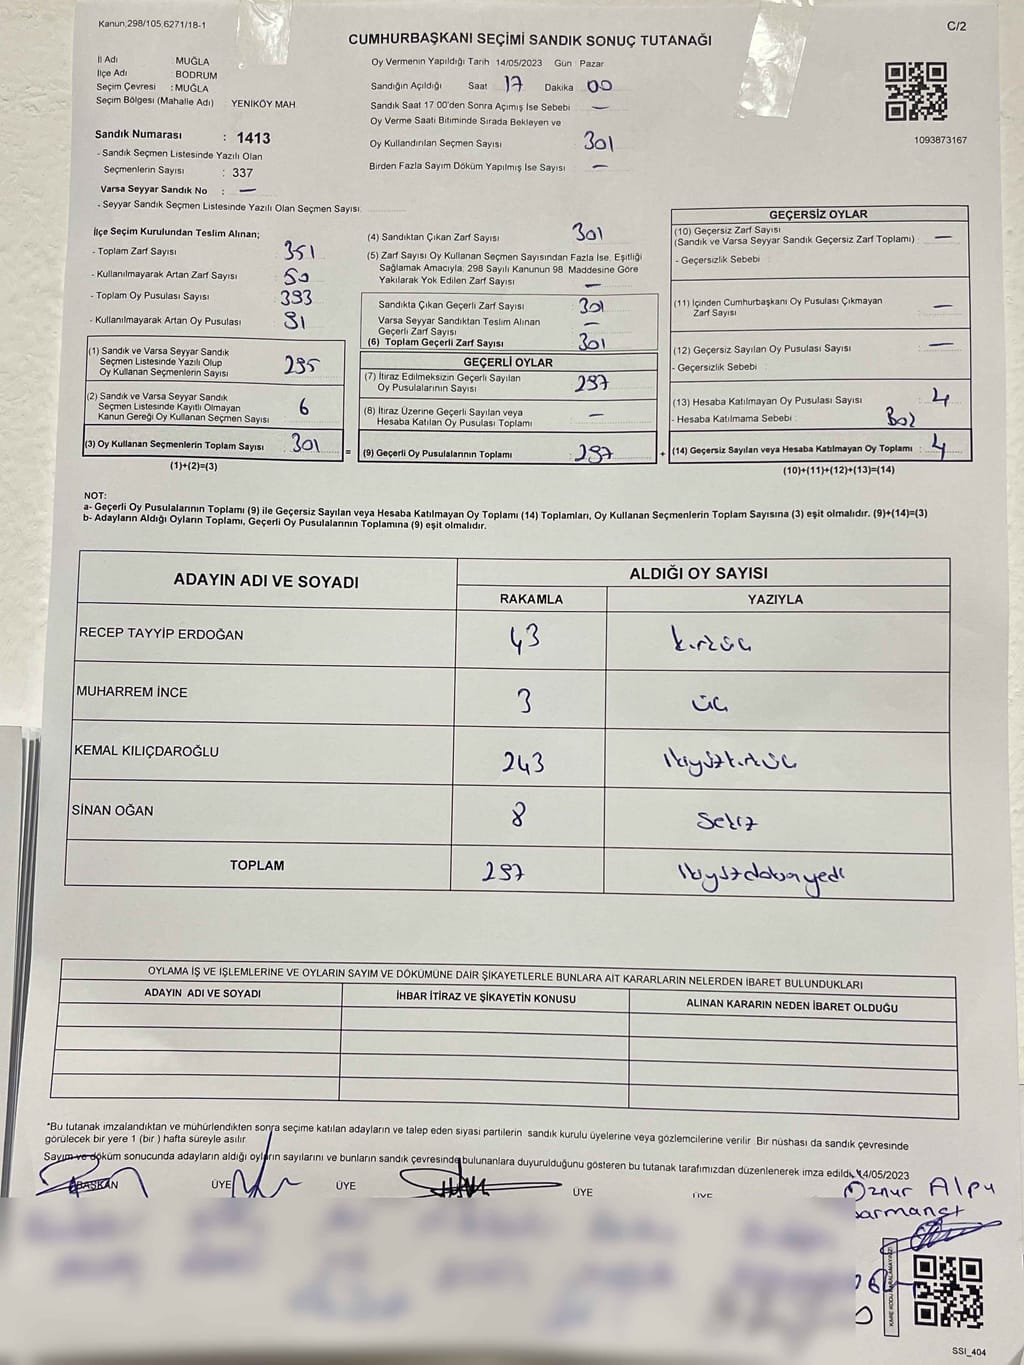 Kanun,298/105,6271/18-1
C/2
CUMHURBAŞKANI SEÇİMİ SANDIK SONUÇ TUTANAĞI
İl Adı MUĞLA
İlçe Adı BODRUM
Seçim Çevresi : MUĞLA
Seçim Bölgesi (Mahalle Adı) YENİKÖY MAH
Sandık Numarası : 1413
- Sandık Seçmen Listesinde Yazılı Olan
Seçmenlerin Sayısı : 337
Varsa Seyyar Sandık No : —
- Seyyar Sandık Seçmen Listesinde Yazılı Olan Seçmen Sayısı
Oy Vermenin Yapıldığı Tarih 14/05/2023 Gün Pazar
Sandığın Açıldığı Saat 17 Dakika 00
Sandık Saat 17 00'den Sonra Açımış İse Sebebi —
Oy Verme Saati Bitiminde Sırada Bekleyen ve
Oy Kullandırılan Seçmen Sayısı 301
Birden Fazla Sayım Döküm Yapılmış İse Sayısı —
1093873167
İlçe Seçim Kurulundan Teslim Alınan;
- Toplam Zarf Sayısı 351
- Kullanılmayarak Artan Zarf Sayısı 50
- Toplam Oy Pusulası Sayısı 393
- Kullanılmayarak Artan Oy Pusulası 91
(1) Sandık ve Varsa Seyyar Sandık
Seçmen Listesinde Yazılı Olup
Oy Kullanan Seçmenlerin Sayısı 295
(2) Sandık ve Varsa Seyyar Sandık
Seçmen Listesinde Kayıtlı Olmayan
Kanun Gereği Oy Kullanan Seçmen Sayısı 6
(3) Oy Kullanan Seçmenlerin Toplam Sayısı : 301
(1)+(2)=(3)
=
(4) Sandıktan Çıkan Zarf Sayısı 301
(5) Zarf Sayısı Oy Kullanan Seçmen Sayısından Fazla İse, Eşitliği
Sağlamak Amacıyla, 298 Sayılı Kanunun 98 Maddesine Göre
Yakılarak Yok Edilen Zarf Sayısı —
Sandıkta Çıkan Geçerli Zarf Sayısı 301
Varsa Seyyar Sandıktan Teslim Alınan
Geçerli Zarf Sayısı —
(6) Toplam Geçerli Zarf Sayısı 301
GEÇERLİ OYLAR
(7) İtiraz Edilmeksizin Geçerli Sayılan
Oy Pusulalarının Sayısı 297
(8) İtiraz Üzerine Geçerli Sayılan veya
Hesaba Katılan Oy Pusulası Toplamı —
(9) Geçerli Oy Pusulalarının Toplamı : 297
+
GEÇERSİZ OYLAR
(10) Geçersiz Zarf Sayısı
(Sandık ve Varsa Seyyar Sandık Geçersiz Zarf Toplamı) : —
- Geçersizlik Sebebi
(11) İçinden Cumhurbaşkanı Oy Pusulası Çıkmayan
Zarf Sayısı —
(12) Geçersiz Sayılan Oy Pusulası Sayısı —
- Geçersizlik Sebebi
(13) Hesaba Katılmayan Oy Pusulası Sayısı : 4
- Hesaba Katılmama Sebebi Boş
(14) Geçersiz Sayılan veya Hesaba Katılmayan Oy Toplamı : 4
(10)+(11)+(12)+(13)=(14)
NOT:
a- Geçerli Oy Pusulalarının Toplamı (9) ile Geçersiz Sayılan veya Hesaba Katılmayan Oy Toplamı (14) Toplamları, Oy Kullanan Seçmenlerin Toplam Sayısına (3) eşit olmalıdır. (9)+(14)=(3)
b- Adayların Aldığı Oyların Toplamı, Geçerli Oy Pusulalarının Toplamına (9) eşit olmalıdır.
ADAYIN ADI VE SOYADI
ALDIĞI OY SAYISI
RAKAMLA YAZIYLA
RECEP TAYYİP ERDOĞAN 43 kırküç
MUHARREM İNCE 3 üç
KEMAL KILIÇDAROĞLU 243 ikiyüzkırküç
SİNAN OĞAN 8 Sekiz
TOPLAM 297 ikiyüzdoksanyedi
OYLAMA İŞ VE İŞLEMLERİNE VE OYLARIN SAYIM VE DÖKÜMÜNE DAİR ŞİKAYETLERLE BUNLARA AİT KARARLARIN NELERDEN İBARET BULUNDUKLARI
ADAYIN ADI VE SOYADI İHBAR İTİRAZ VE ŞİKAYETİN KONUSU ALINAN KARARIN NEDEN İBARET OLDUĞU
*Bu tutanak imzalandıktan ve mühürlendikten sonra seçime katılan adayların ve talep eden siyasi partilerin sandık kurulu üyelerine veya gözlemcilerine verilir Bir nüshası da sandık çevresinde
görülecek bir yere 1 (bir ) hafta süreyle asılır
Sayım ve döküm sonucunda adayların aldığı oyların sayılarını ve bunların sandık çevresinde bulunanlara duyurulduğunu gösteren bu tutanak tarafımızdan düzenlenerek imza edildi. 14/05/2023
BAŞKAN ÜYE ÜYE ÜYE ÜYE
Öznur Alpu
SSI_404